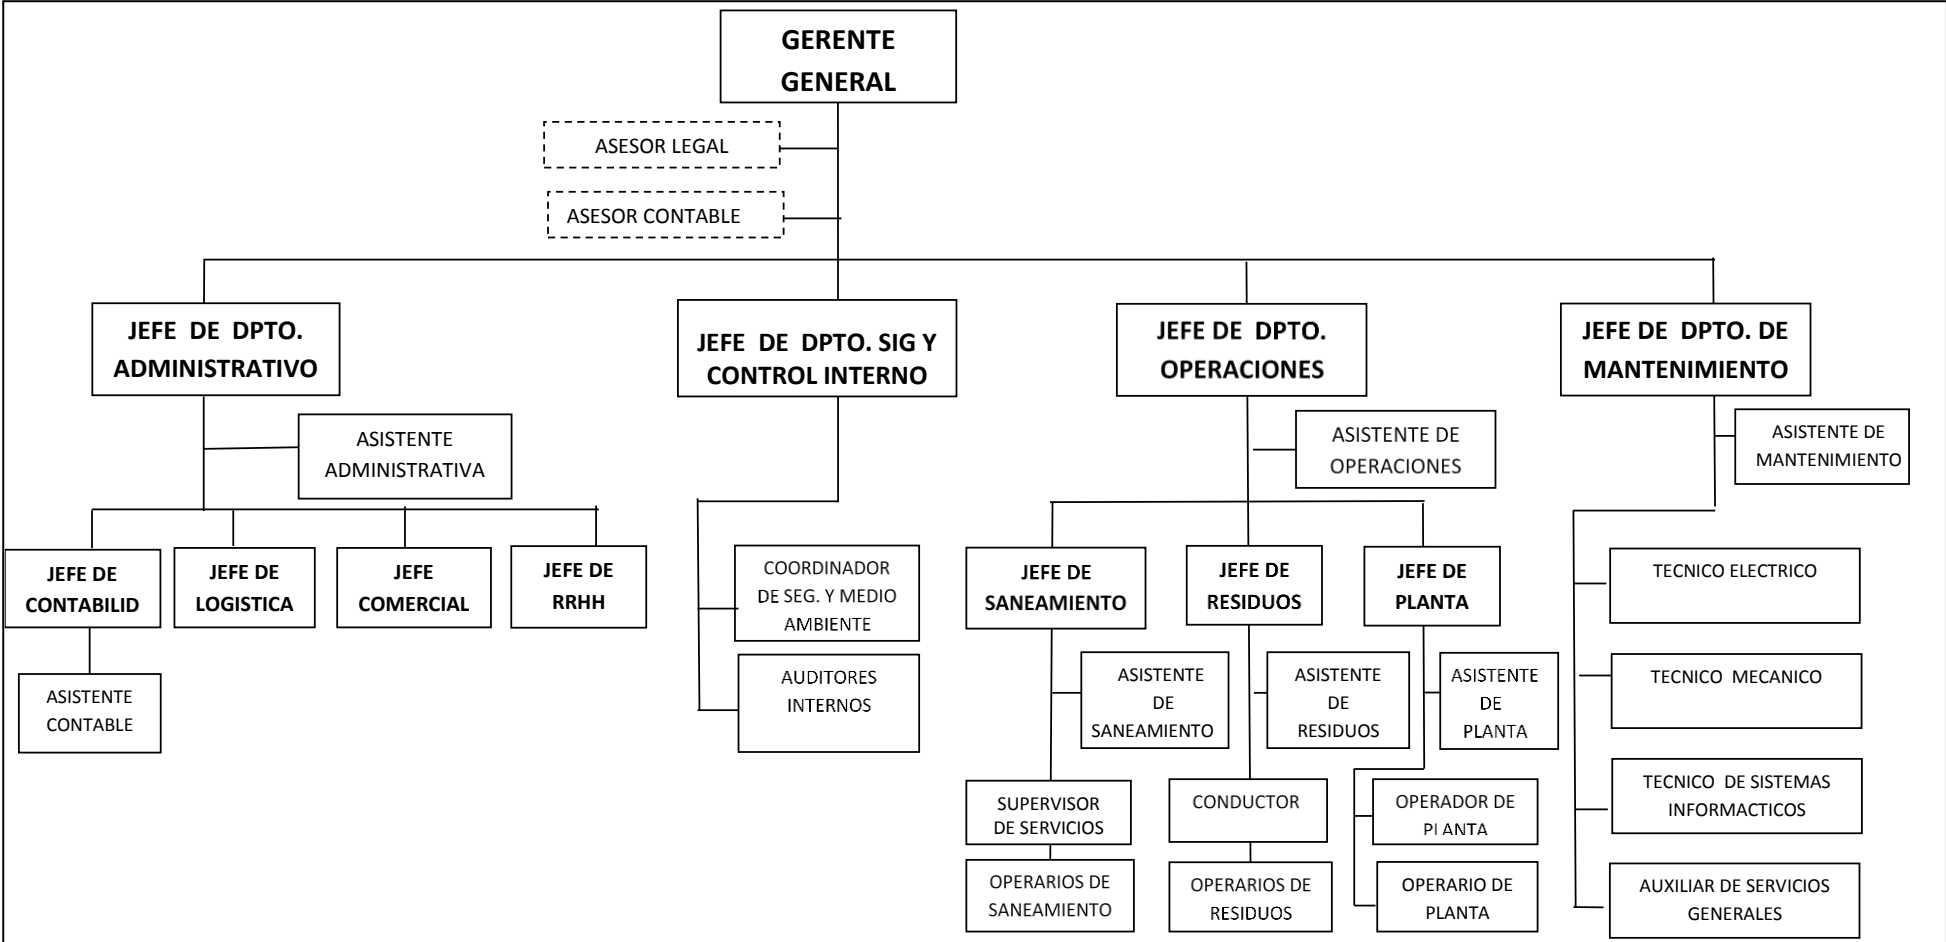 GERENTE
GENERAL
ASESOR LEGAL
ASESOR CONTABLE
JEFE DE DPTO.
ADMINISTRATIVO
JEFE DE DPTO. SIG Y
CONTROL INTERNO
JEFE DE DPTO.
OPERACIONES
JEFE DE DPTO. DE
MANTENIMIENTO
ASISTENTE
ADMINISTRATIVA
ASISTENTE DE
OPERACIONES
ASISTENTE DE
MANTENIMIENTO
JEFE DE
CONTABILID
JEFE DE
LOGISTICA
JEFE
COMERCIAL
JEFE DE
RRHH
ASISTENTE
CONTABLE
COORDINADOR
DE SEG. Y MEDIO
AMBIENTE
AUDITORES
INTERNOS
JEFE DE
SANEAMIENTO
JEFE DE
RESIDUOS
JEFE DE
PLANTA
ASISTENTE
DE
SANEAMIENTO
ASISTENTE
DE
RESIDUOS
ASISTENTE
DE
PLANTA
SUPERVISOR
DE SERVICIOS
CONDUCTOR
OPERADOR DE
PLANTA
OPERARIOS DE
SANEAMIENTO
OPERARIOS DE
RESIDUOS
OPERARIO DE
PLANTA
TECNICO ELECTRICO
TECNICO MECANICO
TECNICO DE SISTEMAS
INFORMACTICOS
AUXILIAR DE SERVICIOS
GENERALES